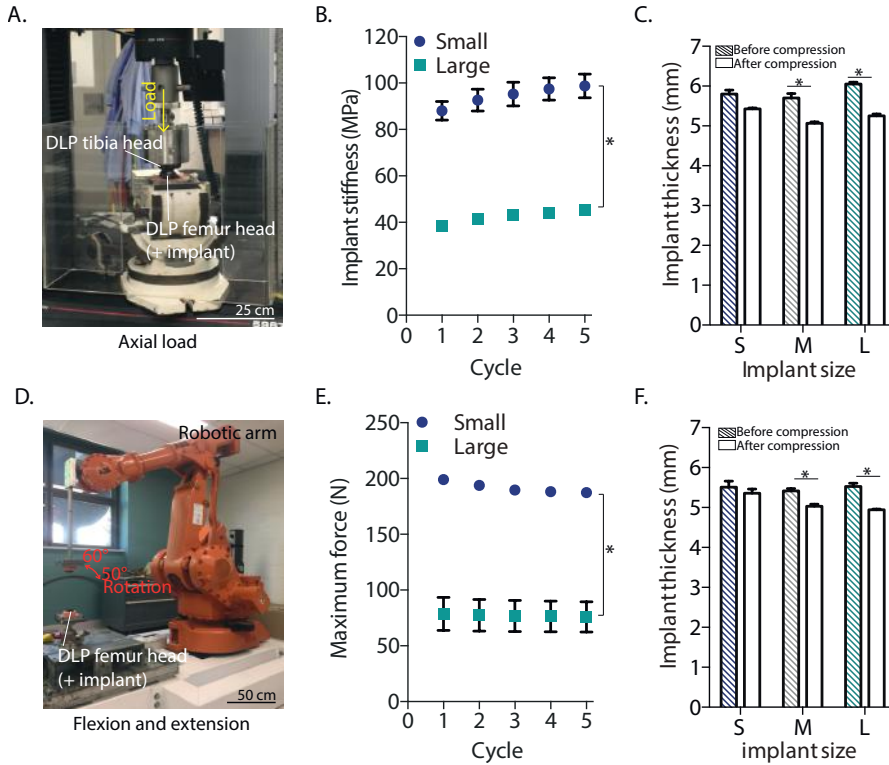 A.
Load
DLP tibia head
DLP femur head
(+ implant)
25 cm
Axial load
B.
Small
Large
Implant stiffness (MPa)
120
100
80
60
40
20
0
0 1 2 3 4 5
Cycle
*
C.
Before compression
After compression
Implant thickness (mm)
7
6
5
4
3
2
1
0
* *
S M L
Implant size
D.
Robotic arm
60°
50°
Rotation
DLP femur head
(+ implant)
50 cm
Flexion and extension
E.
Small
Large
Maximum force (N)
250
200
150
100
50
0
0 1 2 3 4 5
Cycle
*
F.
Before compression
After compression
Implant thickness (mm)
7
6
5
4
3
2
1
0
* *
S M L
implant size